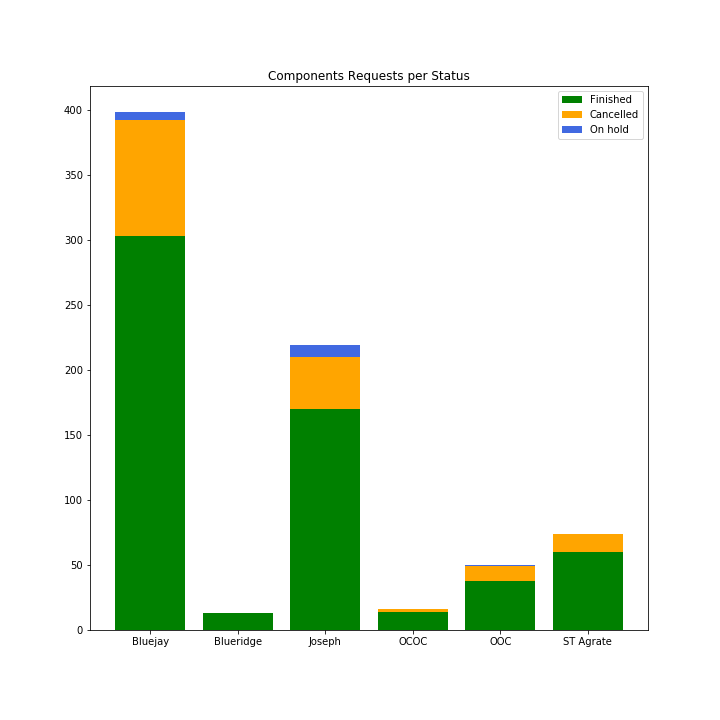 Components Requests per Status
Finished
Cancelled
On hold
400
350
300
250
200
150
100
50
0
Bluejay Blueridge Joseph OCOC OOC ST Agrate